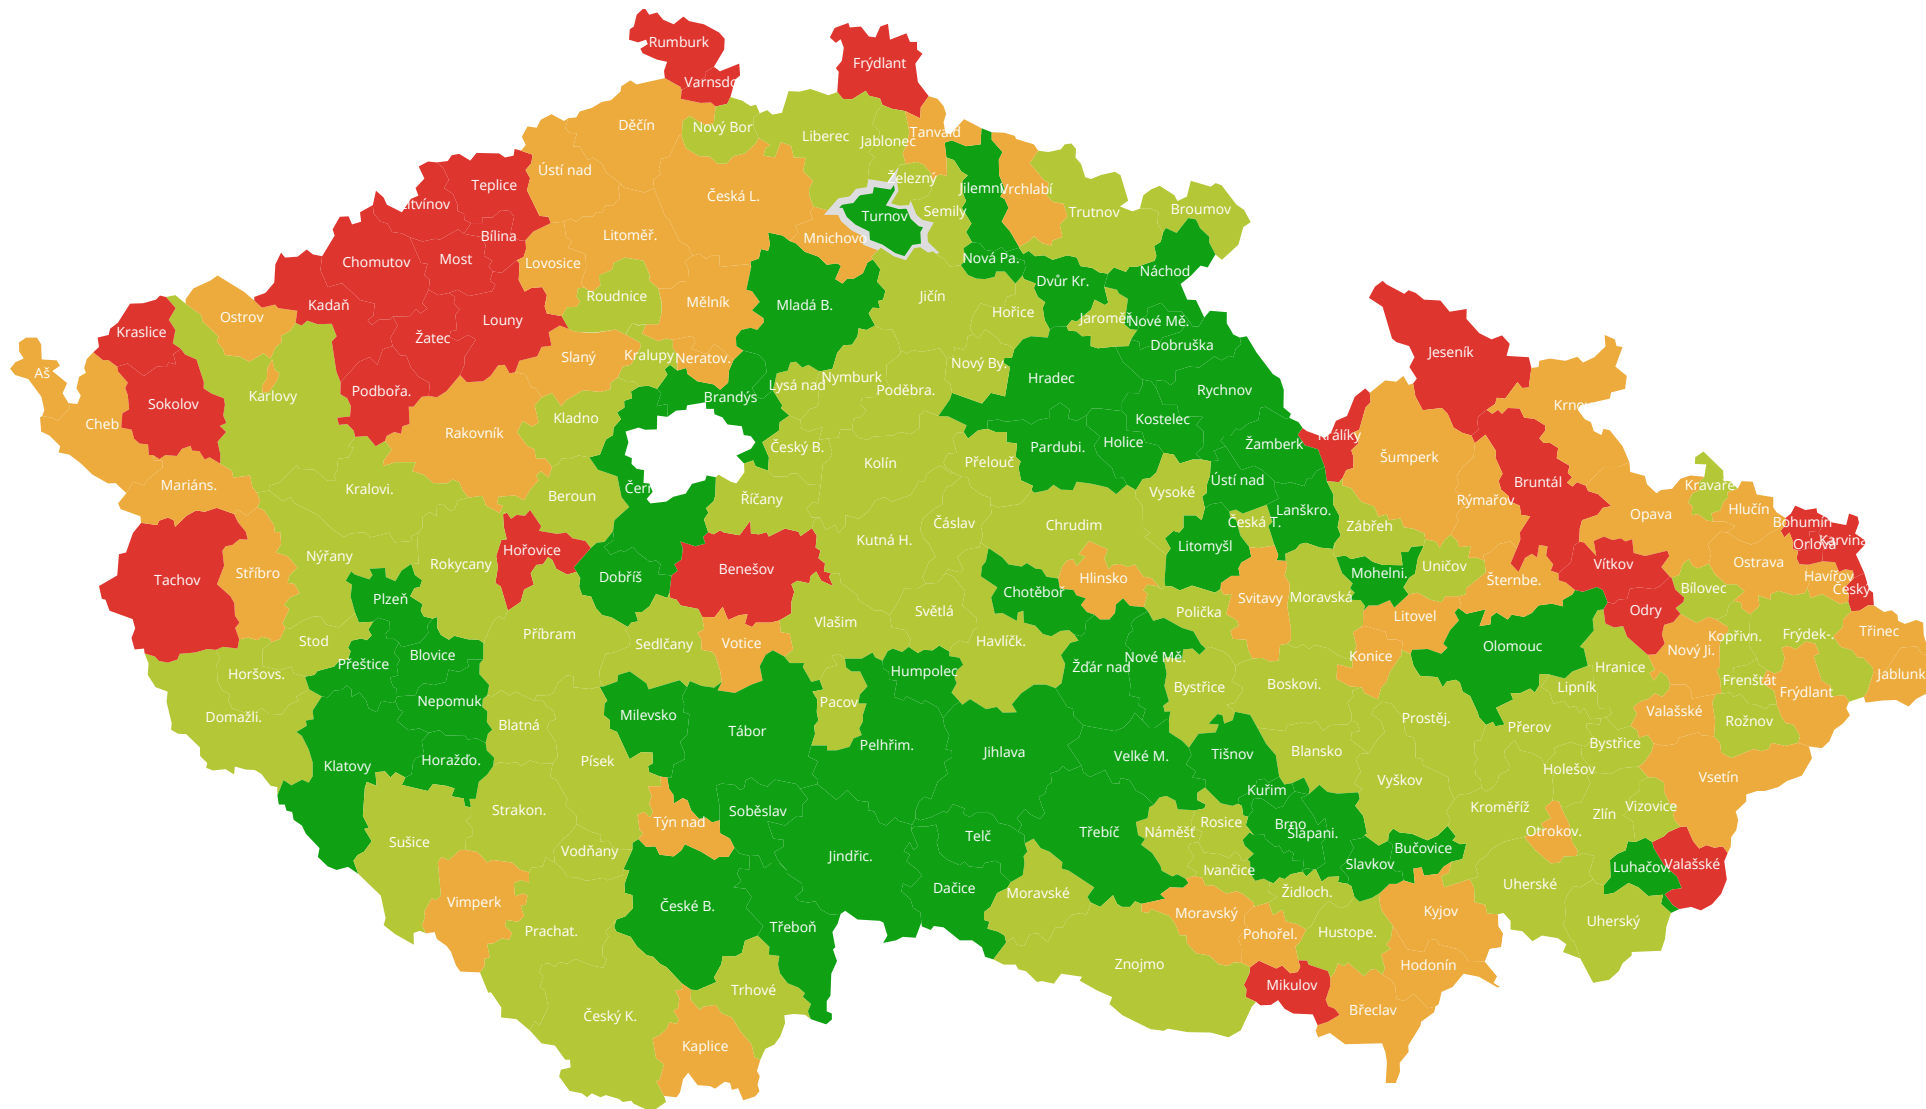 Rumburk
Frýdlant
Varnsdo
Děčín
Nový Bor
Liberec
Jablonec
Tanvald
Ústí nad
Teplice
Železný
Jilemni
Vrchlabí
Česká L.
itvínov
Turnov
Semily
Trutnov
Broumov
Bílina
Litoměř.
Mnichovo
Chomutov
Most
Lovosice
Nová Pa.
Náchod
Dvůr Kr.
Roudnice
Mělník
Mladá B.
Jičín
Hořice
Kadaň
Ostrov
Louny
Jaroměř
Nové Mě.
Kraslice
Žatec
Dobruška
Slaný
Kralupy
Neratov.
Jeseník
Nový By.
Aš
Podbořa.
Karlovy
Lysá nad
Nymburk
Poděbra.
Hradec
Rychnov
Sokolov
Brandýs
Krno
Cheb
Kladno
Kostelec
Rakovník
Králíky
Český B.
Pardubi.
Holice
Žamberk
Šumperk
Kolín
Přelouč
Mariáns.
Kralovi.
Beroun
Čern
Říčany
Vysoké
Ústí nad
Bruntál
Kravaře
Rýmařov
Lanškro.
Hlučín
Opava
Bohumín
Čáslav
Chrudim
Česká T.
Zábřeh
Kutná H.
Karviná
Orlová
Hořovice
Nýřany
Litomyšl
Rokycany
Vítkov
Ostrava
Stříbro
Tachov
Dobříš
Benešov
Hlinsko
Mohelni.
Uničov
Šternbe.
Havířov
Český
Bílovec
Chotěboř
Plzeň
Svitavy
Moravská
Světlá
Polička
Odry
Litovel
Vlašim
Příbram
Sedlčany
Votice
Havlíčk.
Stod
Kopřivn.
Frýdek-.
Třinec
Olomouc
Nový Ji.
Blovice
Přeštice
Nové Mě.
Konice
Žďár nad
Hranice
Horšovs.
Humpolec
Jablunk
Frenštát
Boskovi.
Bystřice
Lipník
Frýdlant
Nepomuk
Pacov
Milevsko
Valašské
Domažli.
Prostěj.
Rožnov
Blatná
Přerov
Tábor
Pelhřim.
Bystřice
Jihlava
Blansko
Tišnov
Velké M.
Horažďo.
Písek
Klatovy
Holešov
Vsetín
Vyškov
Kuřim
Strakon.
Soběslav
Kroměříž
Vizovice
Zlín
Týn nad
Rosice
Brno
Šlapani.
Náměšť
Třebíč
Otrokov.
Telč
Sušice
Vodňany
Bučovice
Jindřic.
Slavkov
Valašské
Luhačov.
Ivančice
Uherské
Dačice
Židloch.
Moravské
Vimperk
České B.
Moravský
Kyjov
Uherský
Třeboň
Prachat.
Pohořel.
Hustope.
Znojmo
Hodonín
Mikulov
Trhové
Břeclav
Český K.
Kaplice